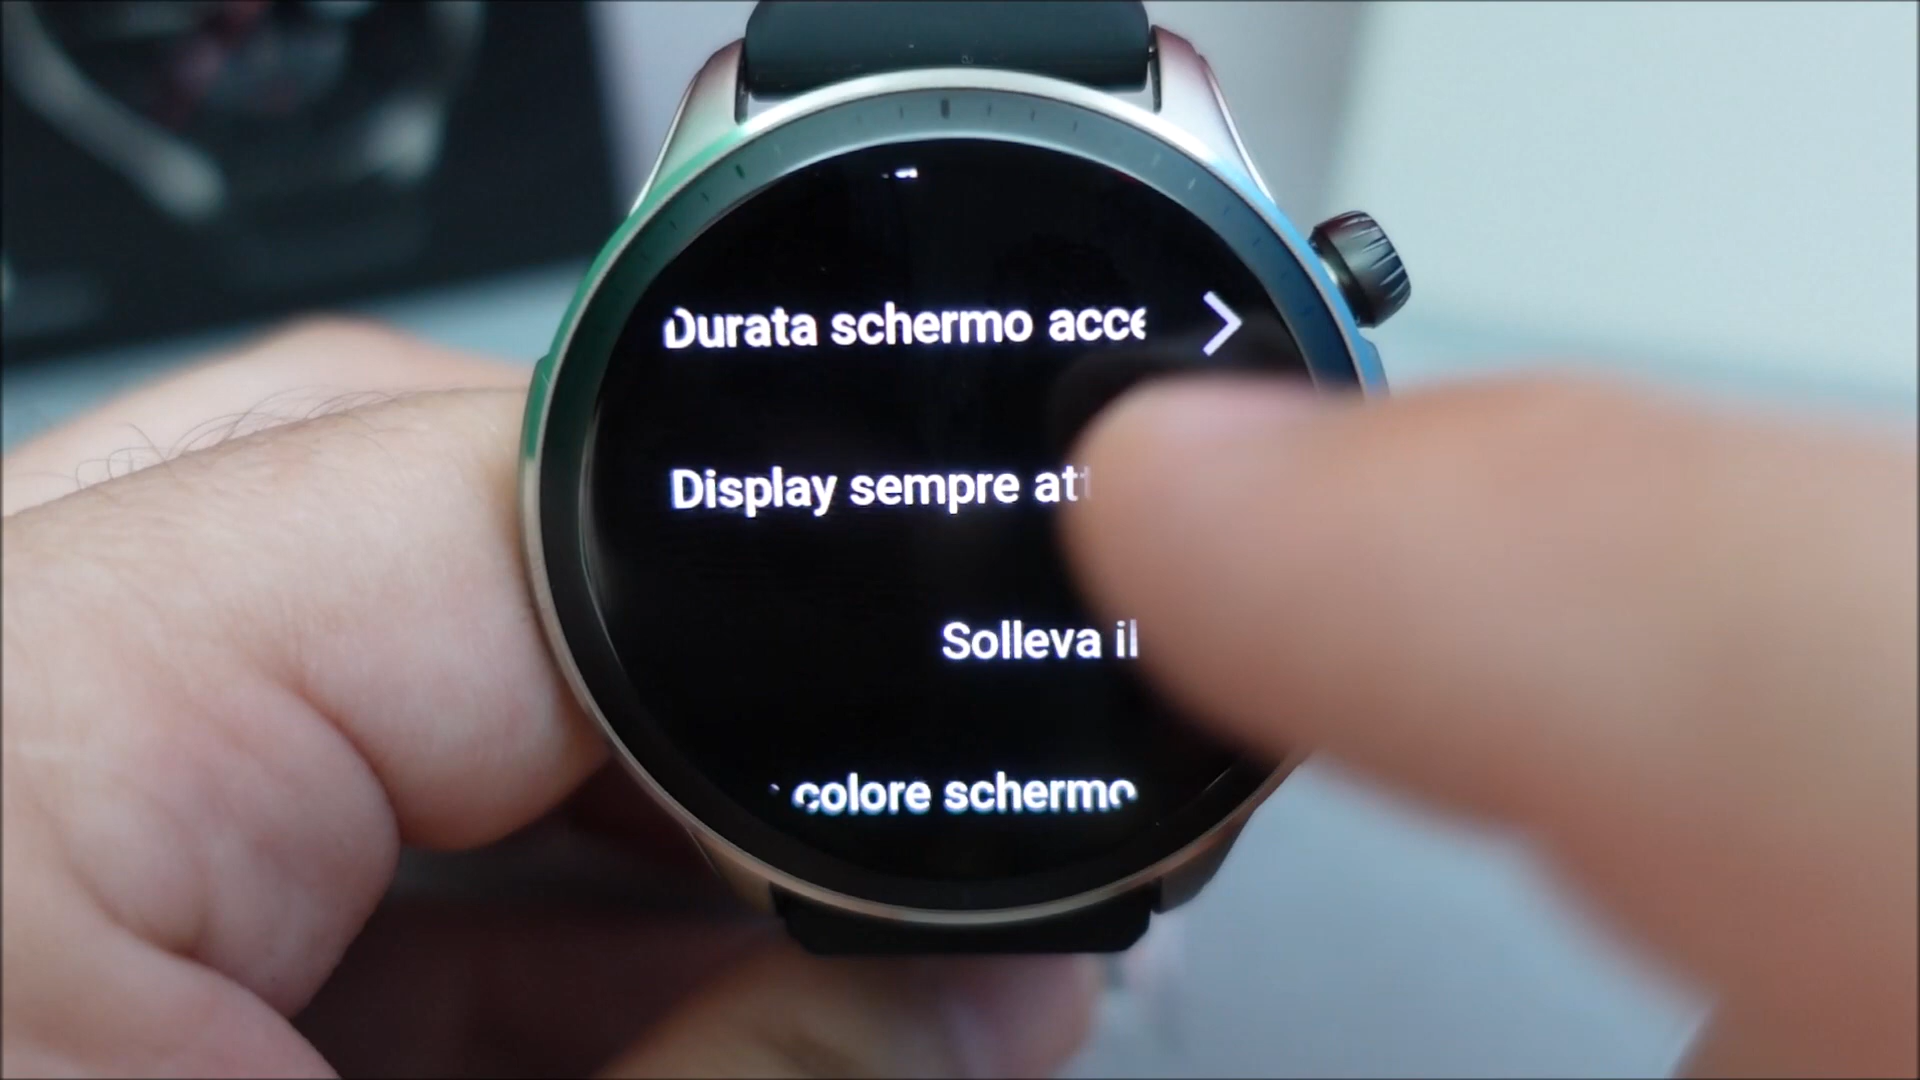 Durata schermo acce
Display sempre att
Solleva il
colore schermo